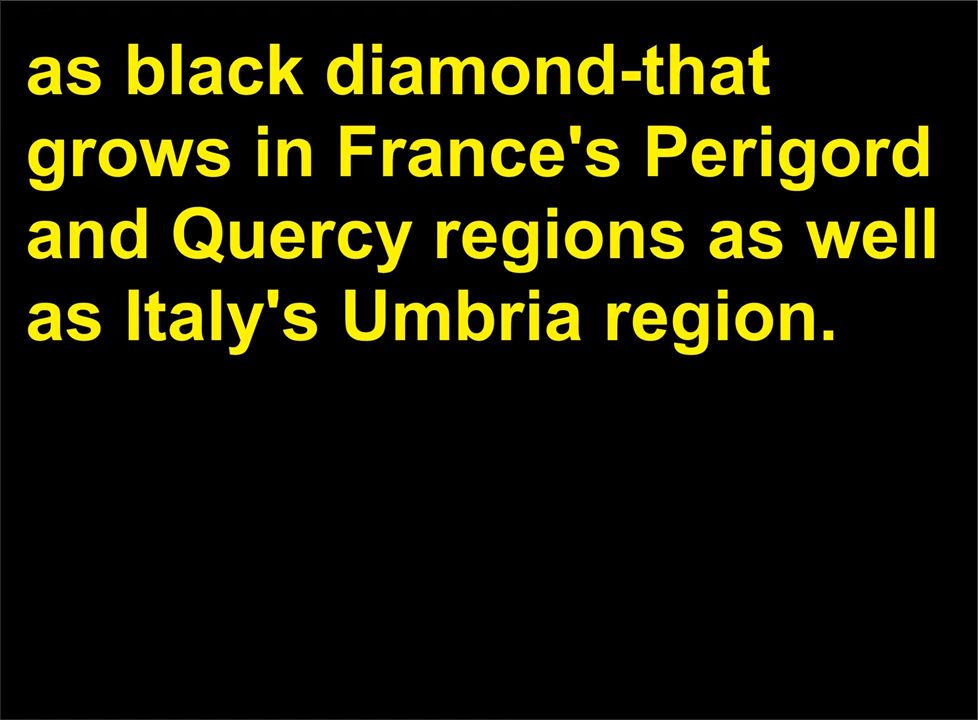 as black diamond-that
grows in France's Perigord
and Quercy regions as well
as Italy's Umbria region.